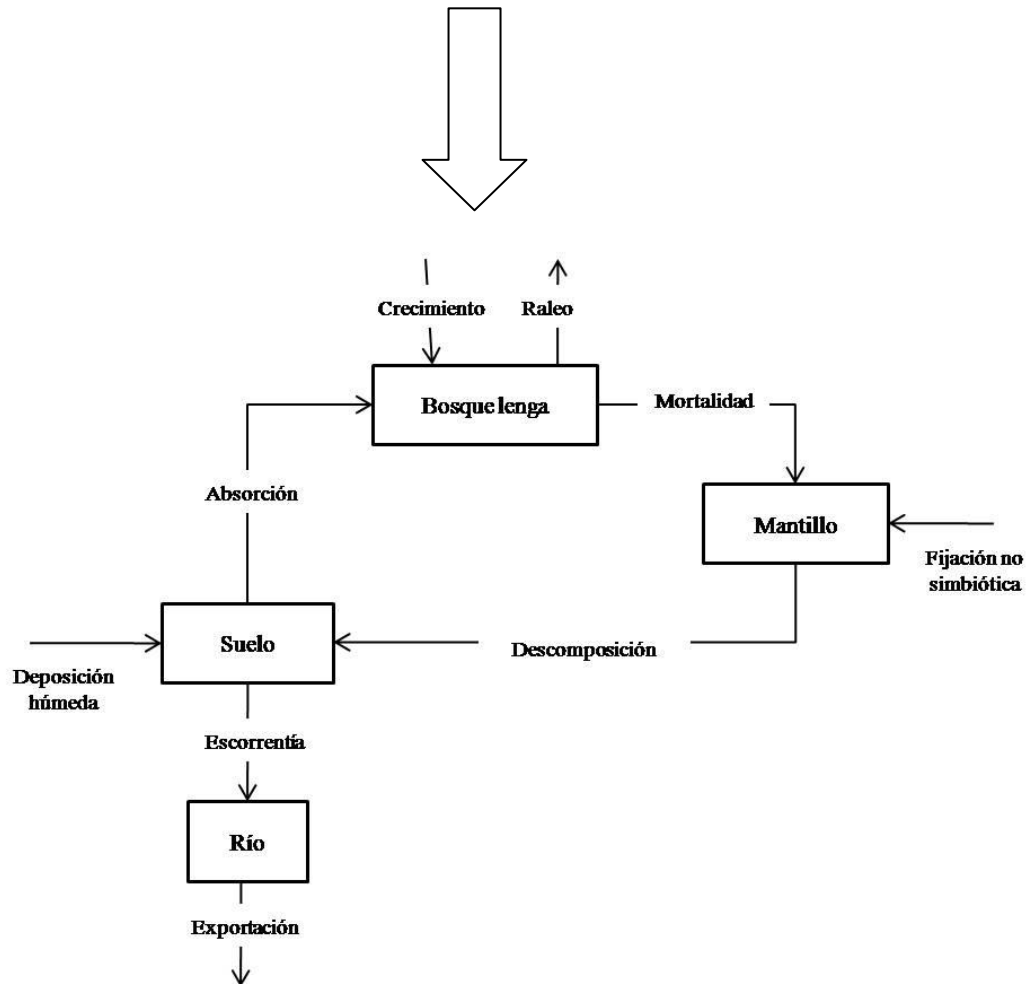 Crecimiento
Raleo
Bosque lenga
Mortalidad
Absorción
Mantillo
Fijación no
simbiótica
Suelo
Descomposición
Deposición
húmeda
Escorrentía
Río
Exportación